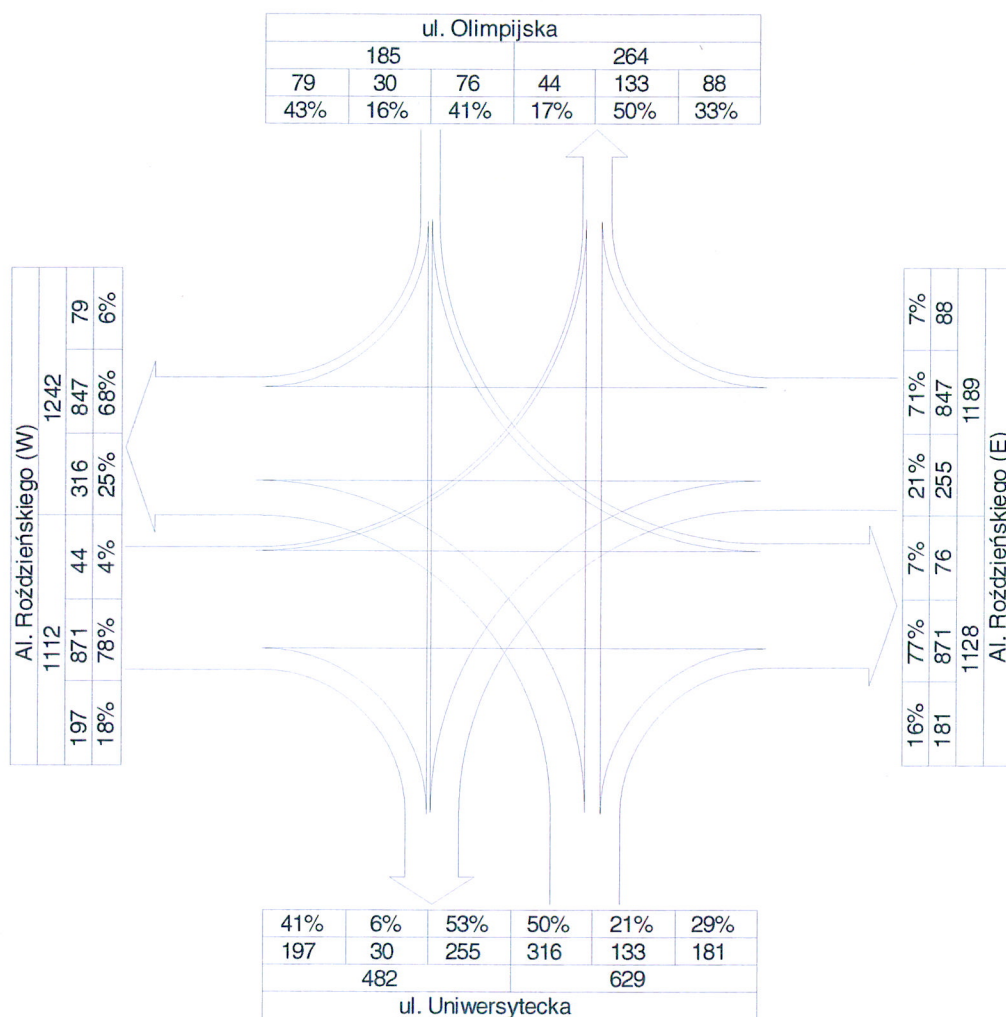 ul. Olimpijska
185 264
79 30 76 44 133 88
43% 16% 41% 17% 50% 33%
Al. Roździeńskiego (W)
1112 1242
197 871 44 316 847 79
18% 78% 4% 25% 68% 6%
16% 77% 7% 21% 71% 7%
181 871 76 255 847 88
1128 1189
Al. Roździeńskiego (E)
41% 6% 53% 50% 21% 29%
197 30 255 316 133 181
482 629
ul. Uniwersytecka